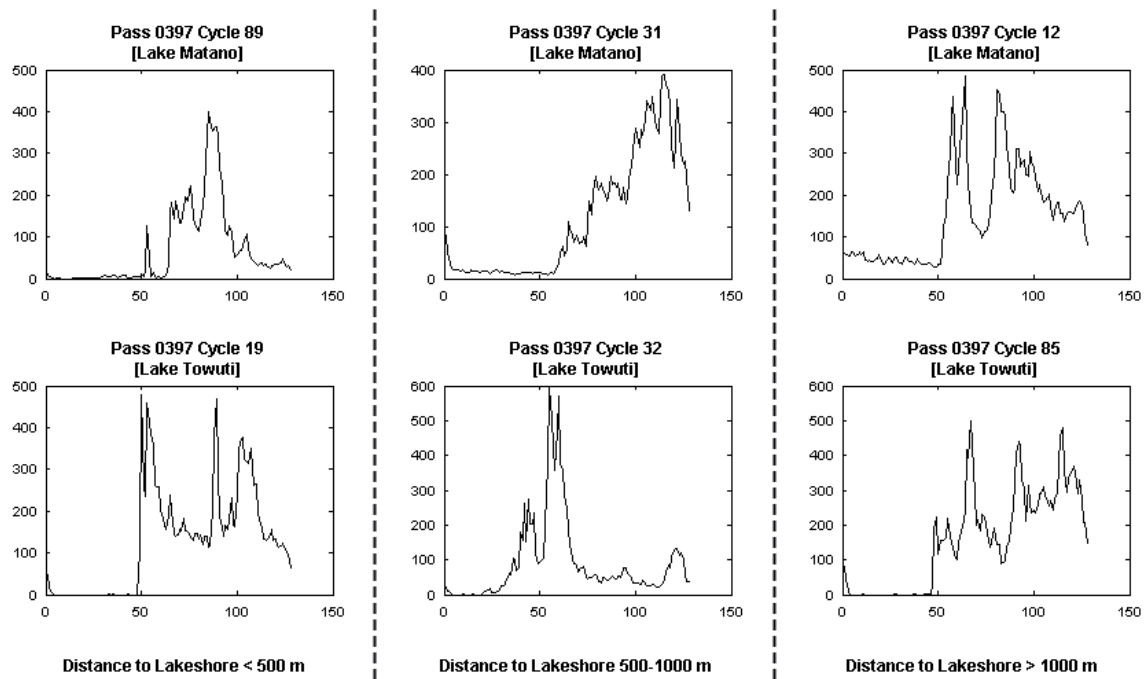 Pass 0397 Cycle 89
[Lake Matano]
500
400
300
200
100
0
0 50 100 150
Pass 0397 Cycle 31
[Lake Matano]
400
300
200
100
0
0 50 100 150
Pass 0397 Cycle 12
[Lake Matano]
500
400
300
200
100
0
0 50 100 150
Pass 0397 Cycle 19
[Lake Towuti]
500
400
300
200
100
0
0 50 100 150
Pass 0397 Cycle 32
[Lake Towuti]
600
500
400
300
200
100
0
0 50 100 150
Pass 0397 Cycle 85
[Lake Towuti]
600
500
400
300
200
100
0
0 50 100 150
Distance to Lakeshore < 500 m
Distance to Lakeshore 500-1000 m
Distance to Lakeshore > 1000 m